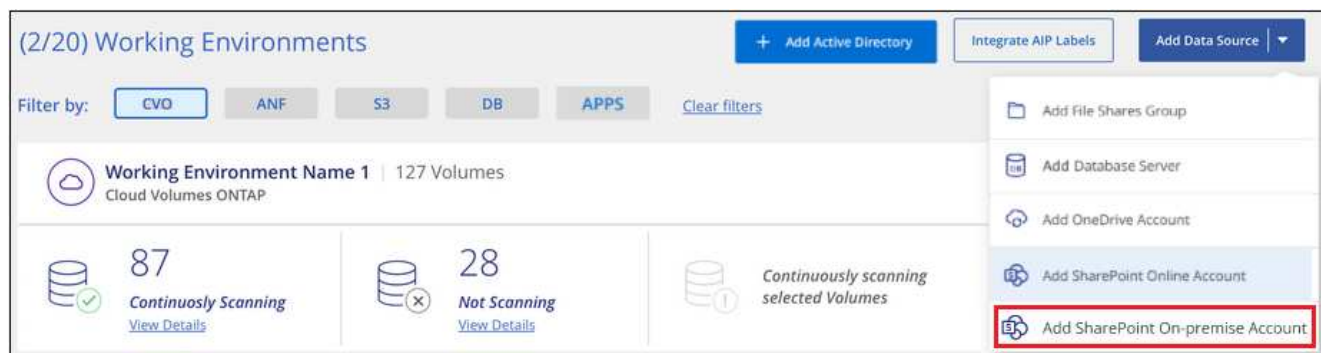 (2/20) Working Environments
+ Add Active Directory
Integrate AIP Labels
Add Data Source
Filter by: CVO ANF S3 DB APPS Clear filters
Working Environment Name 1 | 127 Volumes
Cloud Volumes ONTAP
87
Continuosly Scanning
View Details
28
Not Scanning
View Details
Continuously scanning
selected Volumes
Add File Shares Group
DB
Add Database Server
Add OneDrive Account
Add SharePoint Online Account
Add SharePoint On-premise Account